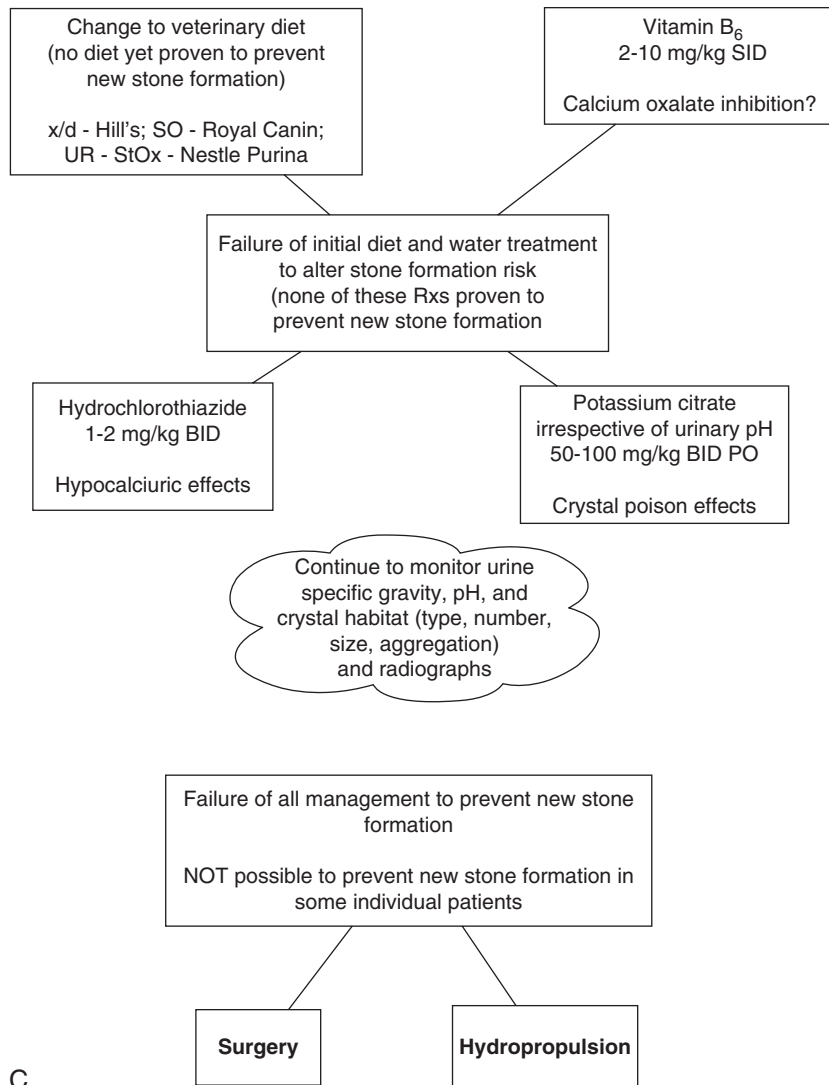 Change to veterinary diet
(no diet yet proven to prevent
new stone formation)
x/d - Hill's; SO - Royal Canin;
UR - StOx - Nestle Purina
Vitamin B6
2-10 mg/kg SID
Calcium oxalate inhibition?
Failure of initial diet and water treatment
to alter stone formation risk
(none of these Rxs proven to
prevent new stone formation
Hydrochlorothiazide
1-2 mg/kg BID
Hypocalciuric effects
Potassium citrate
irrespective of urinary pH
50-100 mg/kg BID PO
Crystal poison effects
Continue to monitor urine
specific gravity, pH, and
crystal habitat (type, number,
size, aggregation)
and radiographs
Failure of all management to prevent new stone
formation
NOT possible to prevent new stone formation in
some individual patients
Surgery
Hydropropulsion
C